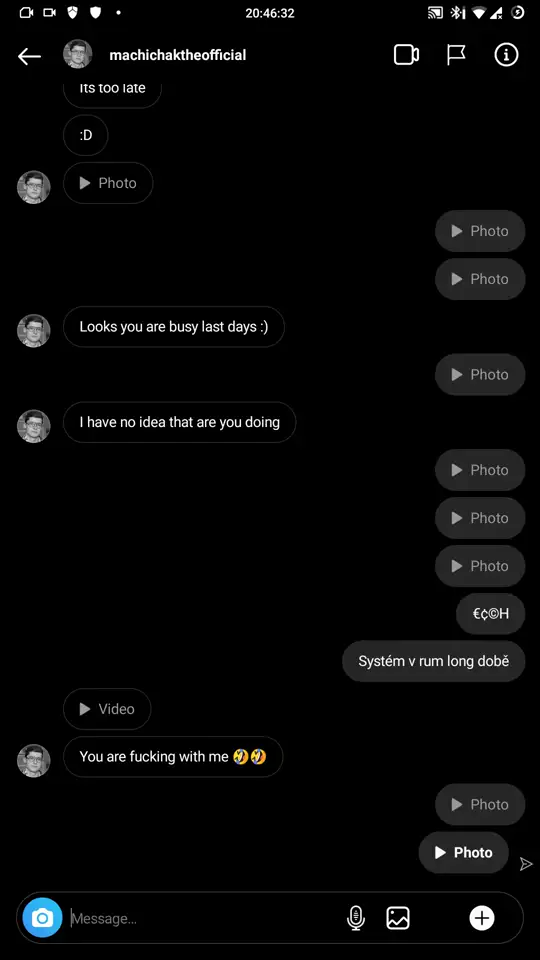 20:46:32
machichaktheofficial
Its too late
:D
Photo
Photo
Photo
Looks you are busy last days :)
Photo
I have no idea that are you doing
Photo
Photo
Photo
€¢©H
Systém v rum long době
Video
You are fucking with me 🤣🤣
Photo
Photo
Message...